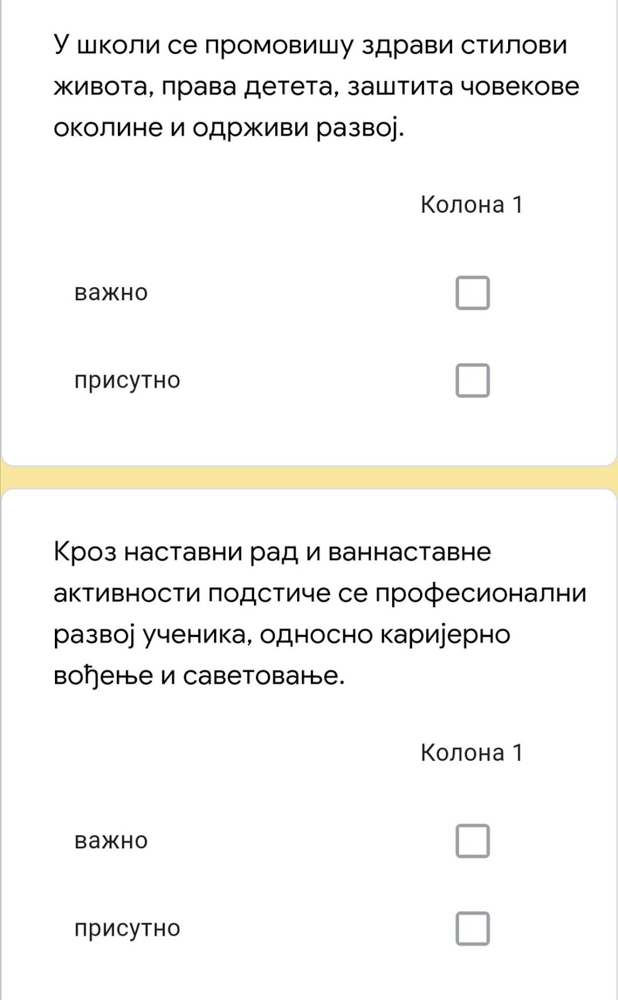 У школи се промовишу здрави стилови
живота, права детета, заштита човекове
околине и одрживи развој.
Колона 1
важно
присутно
Кроз наставни рад и ваннаставне
активности подстиче се професионални
развој ученика, односно каријерно
вођење и саветовање.
Колона 1
важно
присутно